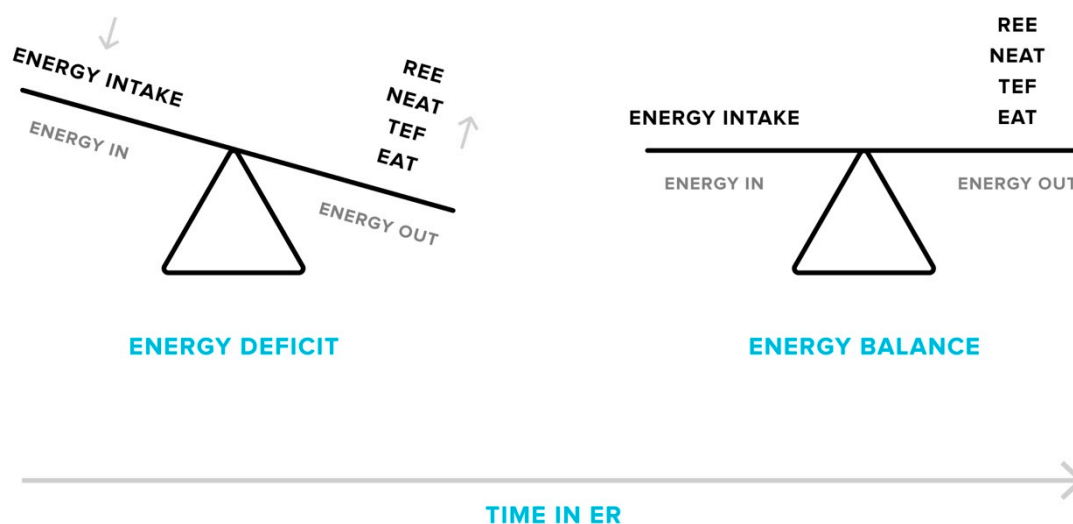 ENERGY INTAKE
ENERGY IN
REE
NEAT
TEF
EAT
ENERGY OUT
ENERGY DEFICIT
REE
NEAT
TEF
EAT
ENERGY INTAKE
ENERGY IN
ENERGY OUT
ENERGY BALANCE
TIME IN ER